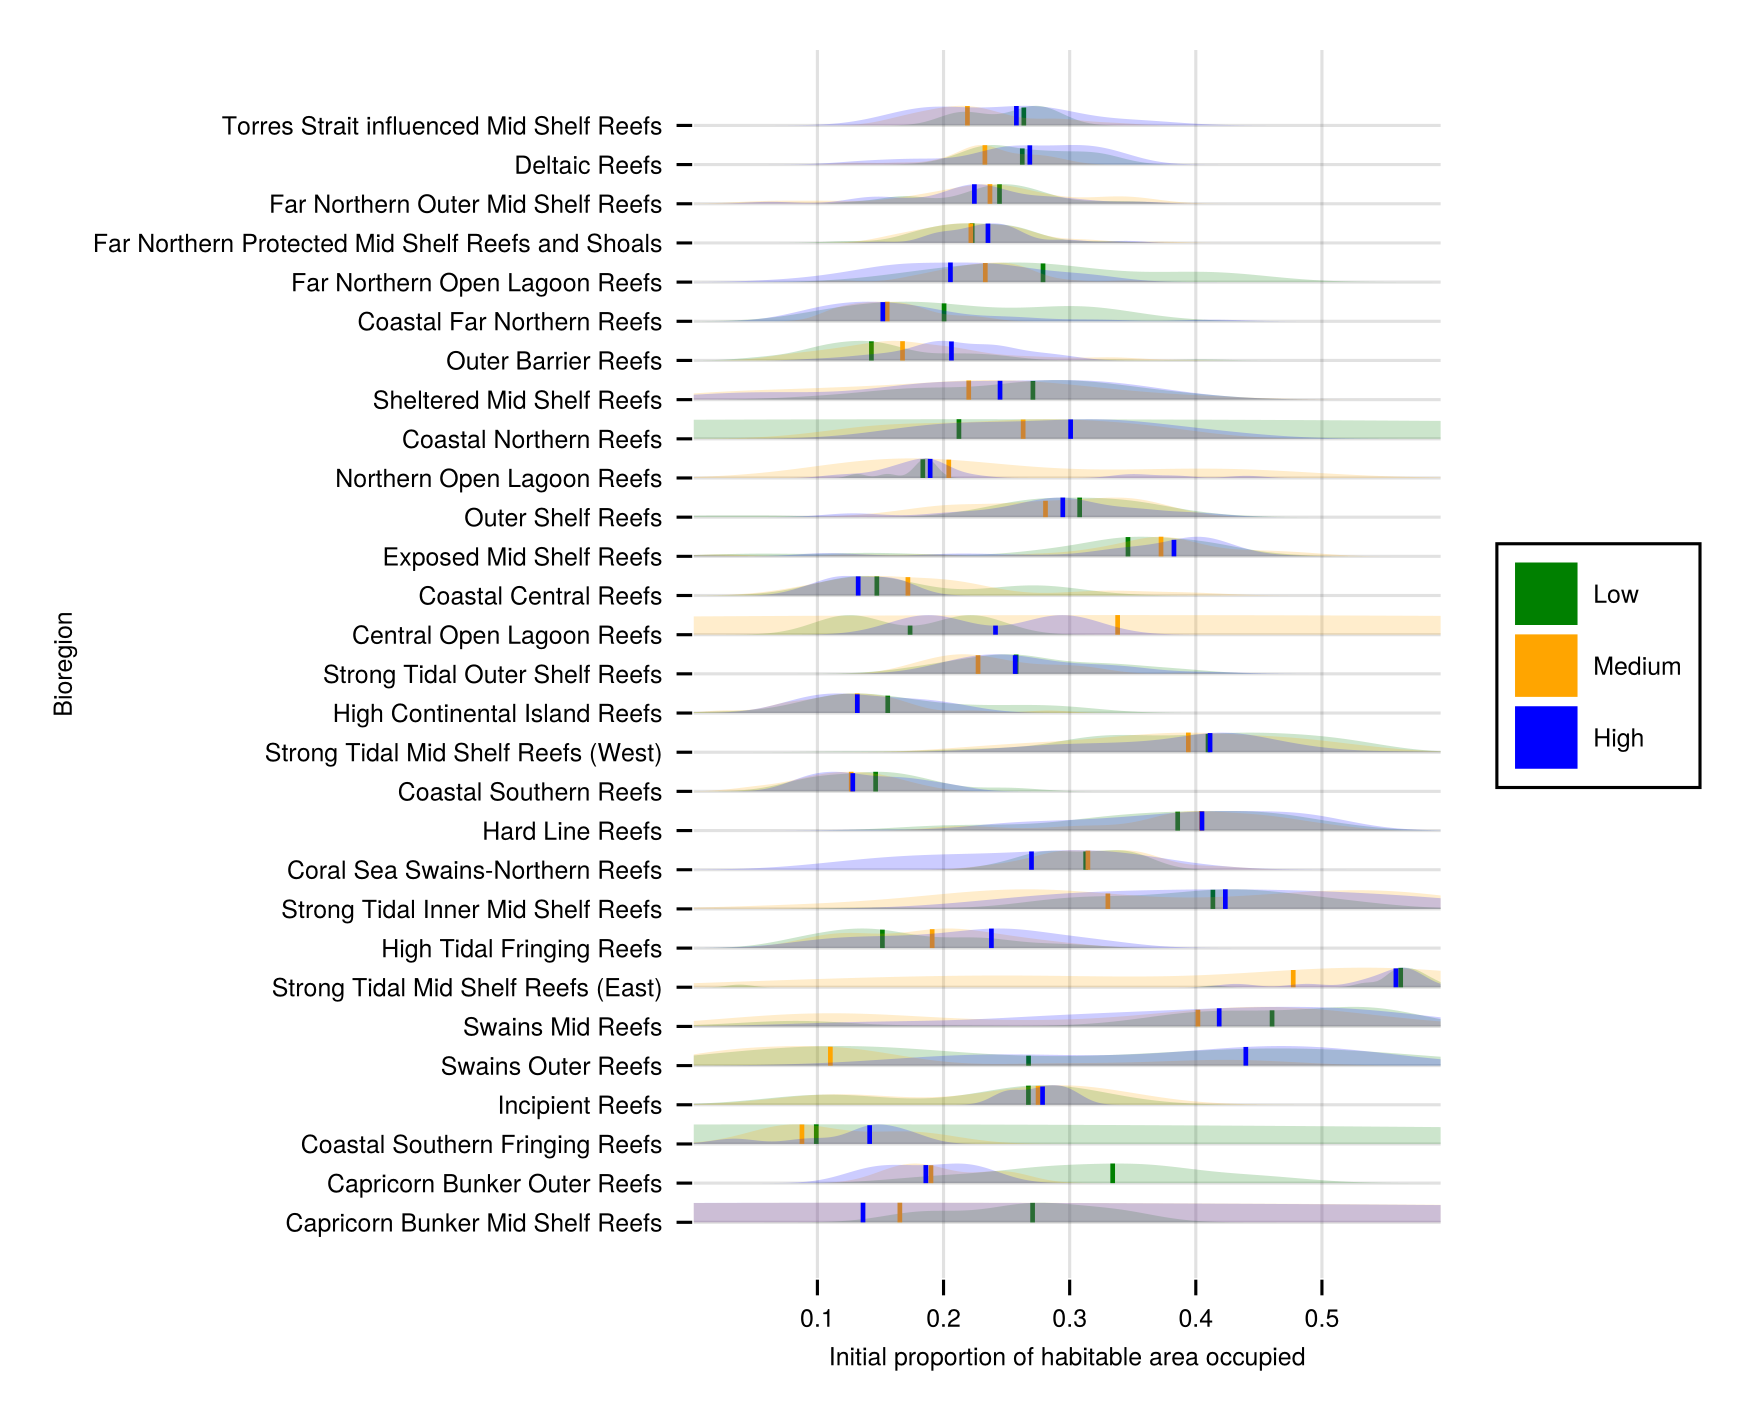 Torres Strait influenced Mid Shelf Reefs
Deltaic Reefs
Far Northern Outer Mid Shelf Reefs
Far Northern Protected Mid Shelf Reefs and Shoals
Far Northern Open Lagoon Reefs
Coastal Far Northern Reefs
Outer Barrier Reefs
Sheltered Mid Shelf Reefs
Coastal Northern Reefs
Northern Open Lagoon Reefs
Outer Shelf Reefs
Exposed Mid Shelf Reefs
Coastal Central Reefs
Central Open Lagoon Reefs
Strong Tidal Outer Shelf Reefs
High Continental Island Reefs
Strong Tidal Mid Shelf Reefs (West)
Coastal Southern Reefs
Hard Line Reefs
Coral Sea Swains-Northern Reefs
Strong Tidal Inner Mid Shelf Reefs
High Tidal Fringing Reefs
Strong Tidal Mid Shelf Reefs (East)
Swains Mid Reefs
Swains Outer Reefs
Incipient Reefs
Coastal Southern Fringing Reefs
Capricorn Bunker Outer Reefs
Capricorn Bunker Mid Shelf Reefs
Bioregion
0.1 0.2 0.3 0.4 0.5
Initial proportion of habitable area occupied
Low
Medium
High